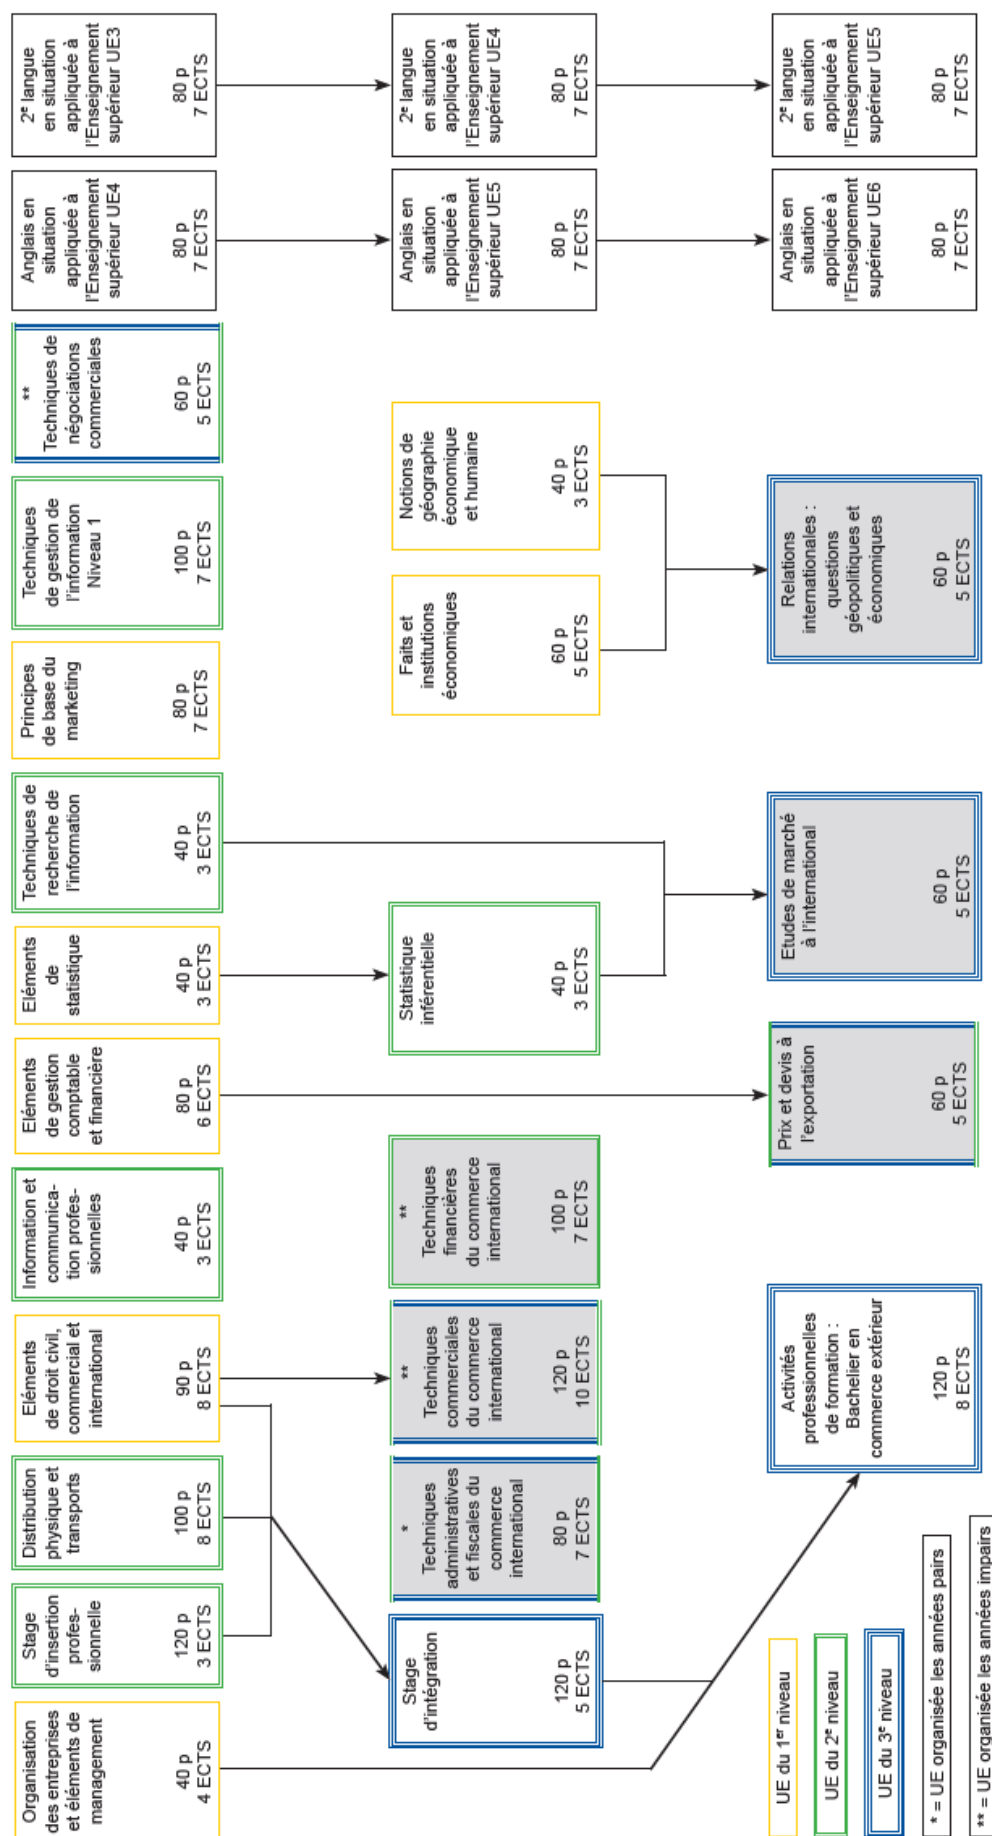 Organisation
des entreprises
et éléments de
management
40 p
4 ECTS
Stage
d'insertion
profes-
sionnelle
120 p
3 ECTS
Distribution
physique et
transports
100 p
8 ECTS
Eléments
de droit civil,
commercial et
international
90 p
8 ECTS
Information et
communica-
tion profes-
sionnelles
40 p
3 ECTS
Eléments
de gestion
comptable
et financière
80 p
6 ECTS
Eléments
de
statistique
40 p
3 ECTS
Techniques de
recherche de
l'information
40 p
3 ECTS
Principes
de base du
marketing
80 p
7 ECTS
Techniques
de gestion de
l'information
Niveau 1
100 p
7 ECTS
**
Techniques de
négociations
commerciales
60 p
5 ECTS
Anglais en
situation
appliquée à
l'Enseignement
supérieur UE4
80 p
7 ECTS
2e langue
en situation
appliquée à
l'Enseignement
supérieur UE3
80 p
7 ECTS
Stage
d'intégration
120 p
5 ECTS
*
Techniques
administratives
et fiscales du
commerce
international
80 p
7 ECTS
**
Techniques
commerciales
du commerce
international
120 p
10 ECTS
**
Techniques
financières
du commerce
international
100 p
7 ECTS
Statistique
inférentielle
40 p
3 ECTS
Faits et
institutions
économiques
60 p
5 ECTS
Notions de
géographie
économique
et humaine
40 p
3 ECTS
Anglais en
situation
appliquée à
l'Enseignement
supérieur UE5
80 p
7 ECTS
2e langue
en situation
appliquée à
l'Enseignement
supérieur UE4
80 p
7 ECTS
Activités
professionnelles
de formation :
Bachelier en
commerce extérieur
120 p
8 ECTS
Prix et devis à
l'exportation
60 p
5 ECTS
Etudes de marché
à l'international
60 p
5 ECTS
Relations
internationales :
questions
géopolitiques et
économiques
60 p
5 ECTS
Anglais en
situation
appliquée à
l'Enseignement
supérieur UE6
80 p
7 ECTS
2e langue
en situation
appliquée à
l'Enseignement
supérieur UE5
80 p
7 ECTS
UE du 1er niveau
UE du 2e niveau
UE du 3e niveau
* = UE organisée les années pairs
** = UE organisée les années impairs